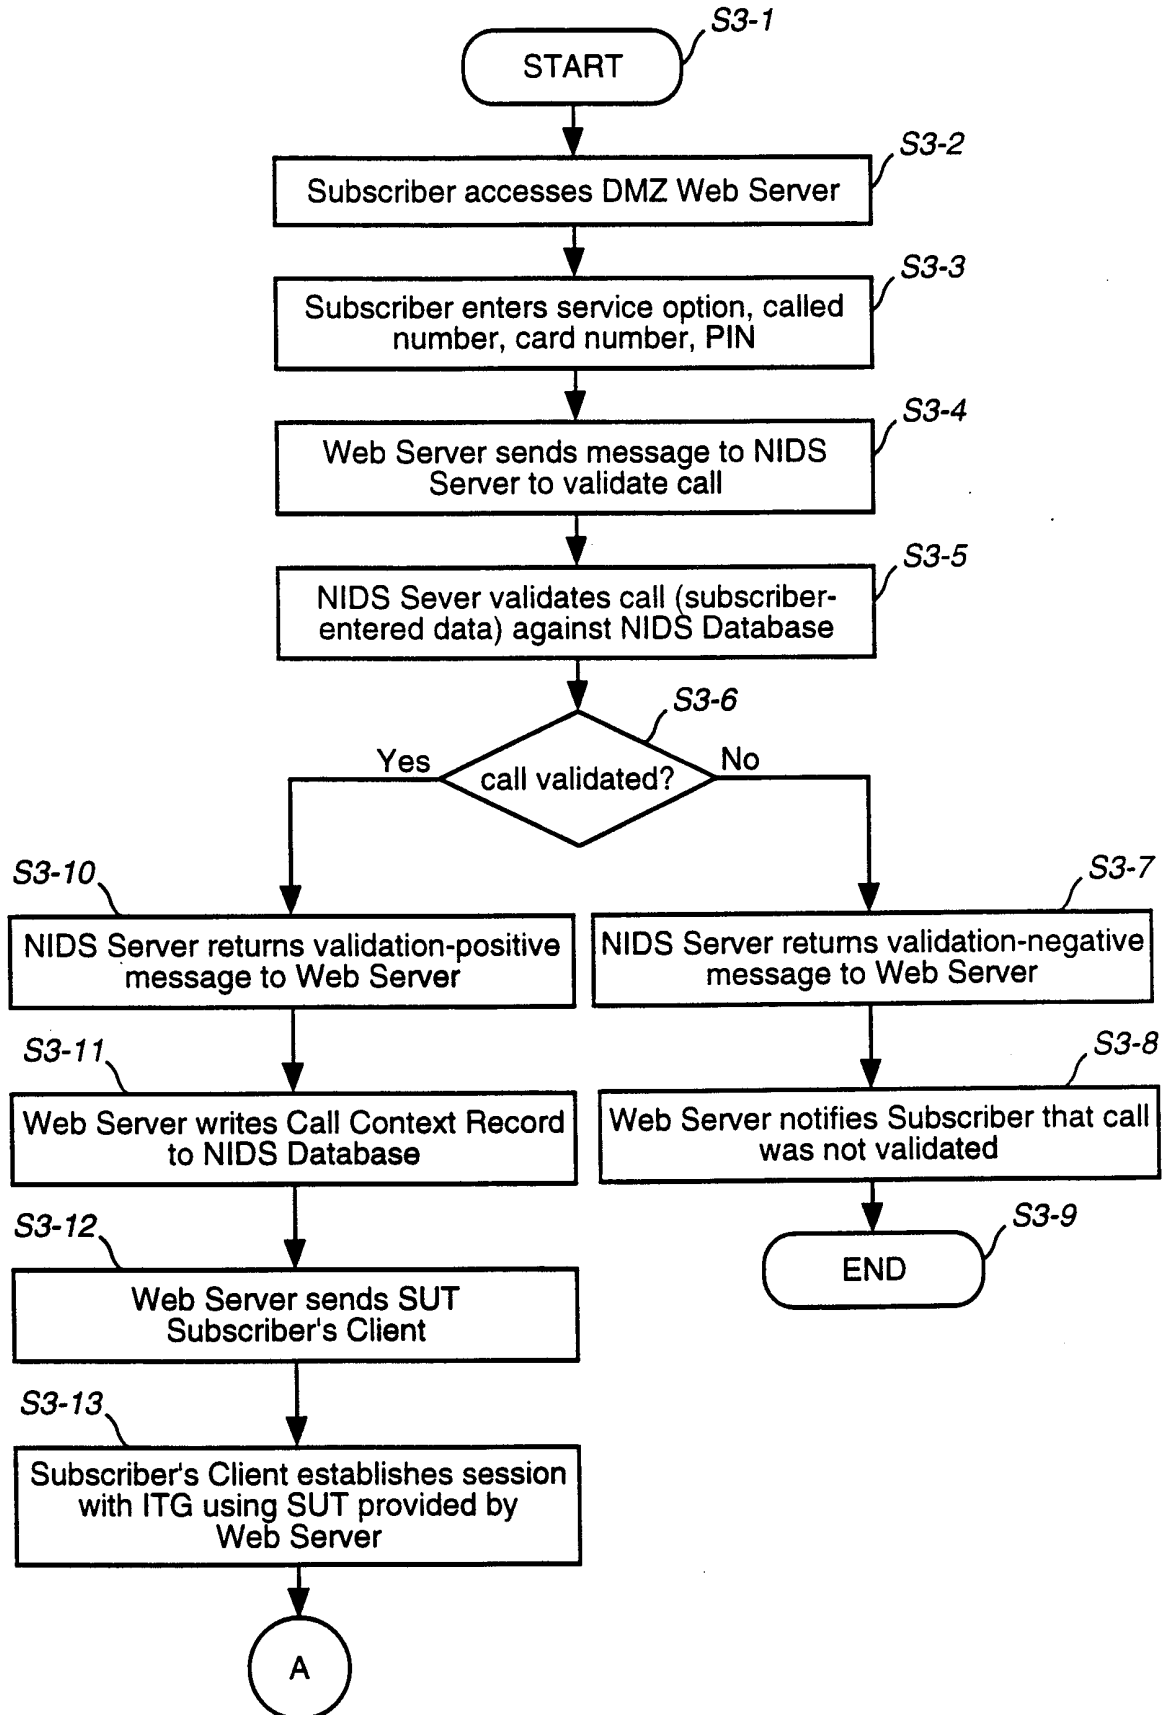 S3-1
START
S3-2
Subscriber accesses DMZ Web Server
S3-3
Subscriber enters service option, called
number, card number, PIN
S3-4
Web Server sends message to NIDS
Server to validate call
S3-5
NIDS Sever validates call (subscriber-
entered data) against NIDS Database
S3-6
Yes
call validated?
No
S3-10
NIDS Server returns validation-positive
message to Web Server
S3-7
NIDS Server returns validation-negative
message to Web Server
S3-11
Web Server writes Call Context Record
to NIDS Database
S3-8
Web Server notifies Subscriber that call
was not validated
S3-12
Web Server sends SUT
Subscriber's Client
S3-9
END
S3-13
Subscriber's Client establishes session
with ITG using SUT provided by
Web Server
A